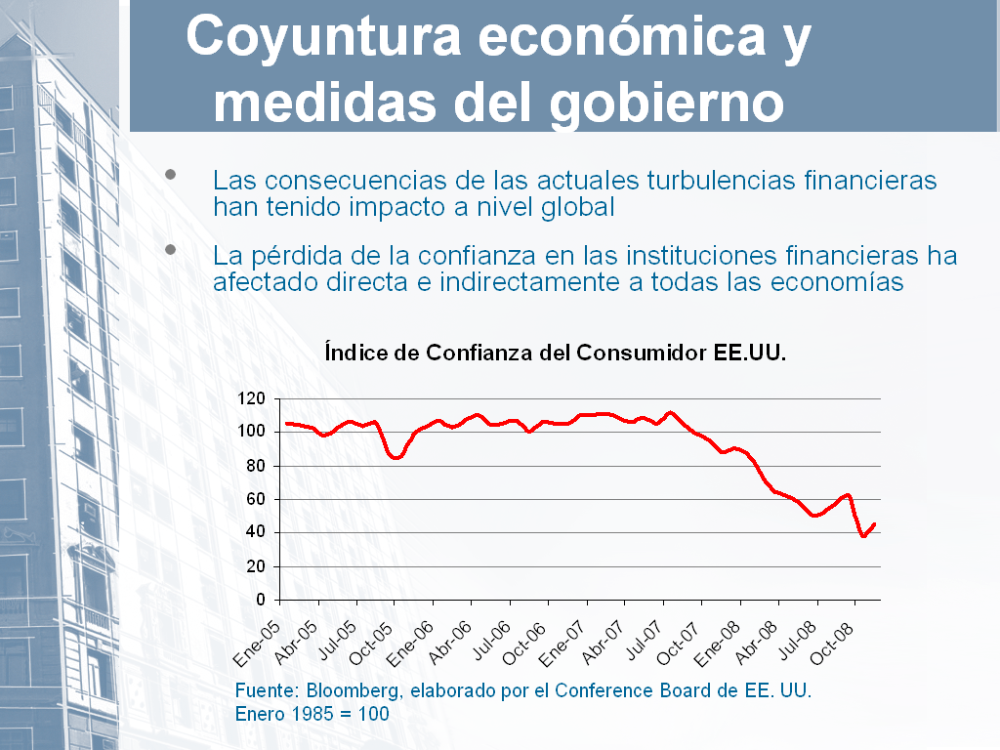 Coyuntura económica y
medidas del gobierno
• Las consecuencias de las actuales turbulencias financieras
han tenido impacto a nivel global
• La pérdida de la confianza en las instituciones financieras ha
afectado directa e indirectamente a todas las economías
Índice de Confianza del Consumidor EE.UU.
120
100
80
60
40
20
0
Ene-05 Abr-05 Jul-05 Oct-05 Ene-06 Abr-06 Jul-06 Oct-06 Ene-07 Abr-07 Jul-07 Oct-07 Ene-08 Abr-08 Jul-08 Oct-08
Fuente: Bloomberg, elaborado por el Conference Board de EE. UU.
Enero 1985 = 100